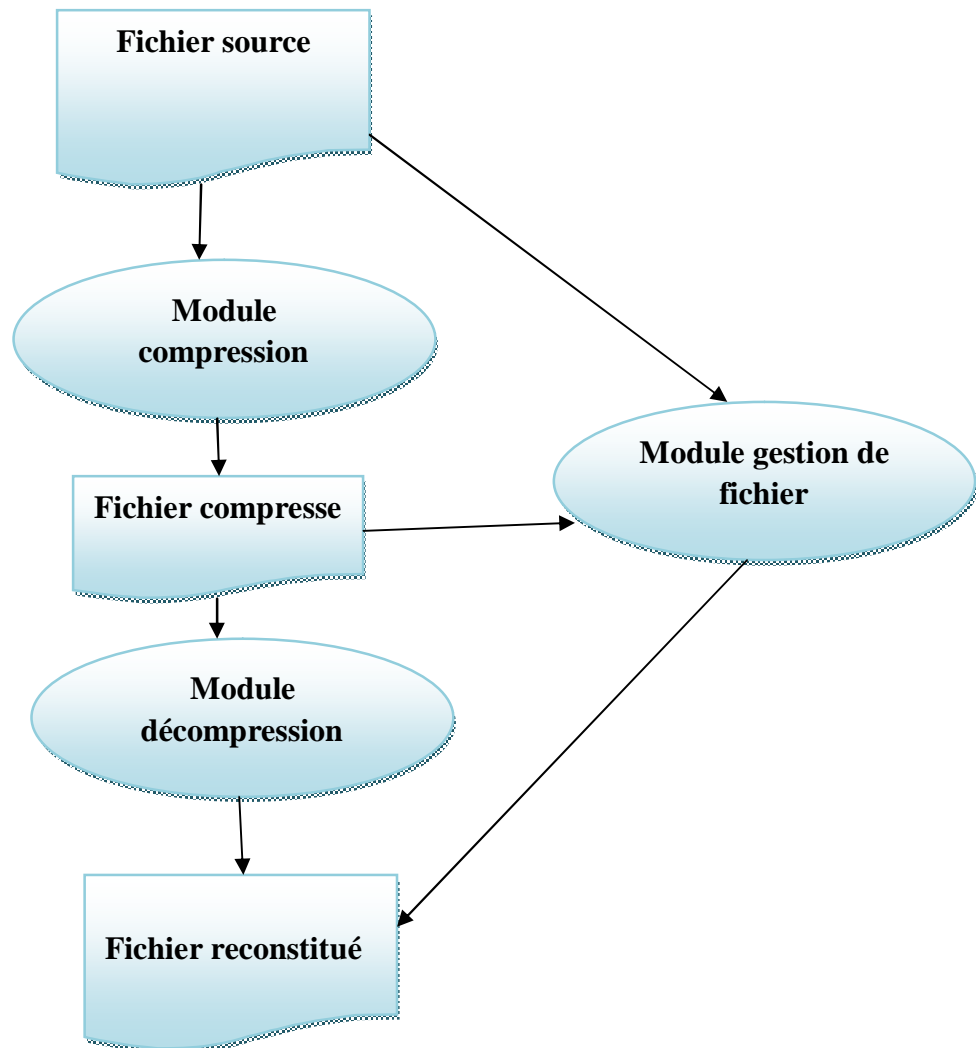 Fichier source
Module
compression
Module gestion de
fichier
Fichier compresse
Module
décompression
Fichier reconstitué